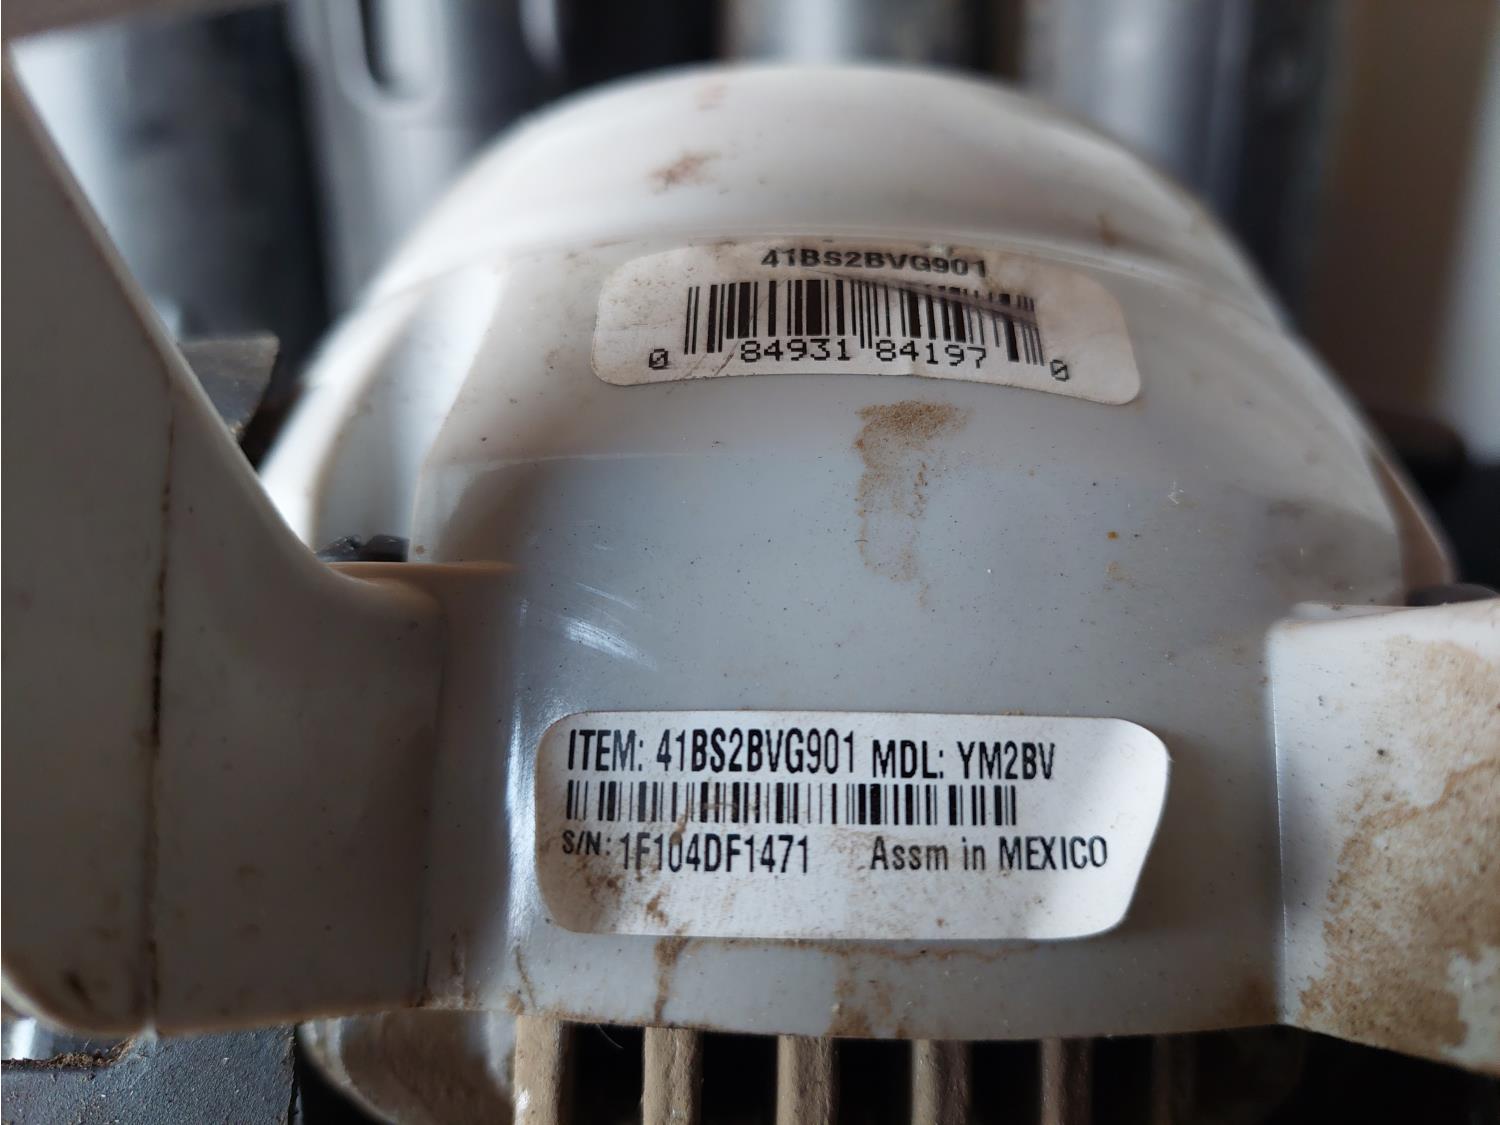 41BS2BVG901
0 84931 84197 0
ITEM: 41BS2BVG901 MDL: YM2BV
S/N: 1F104DF1471 Assm in MEXICO